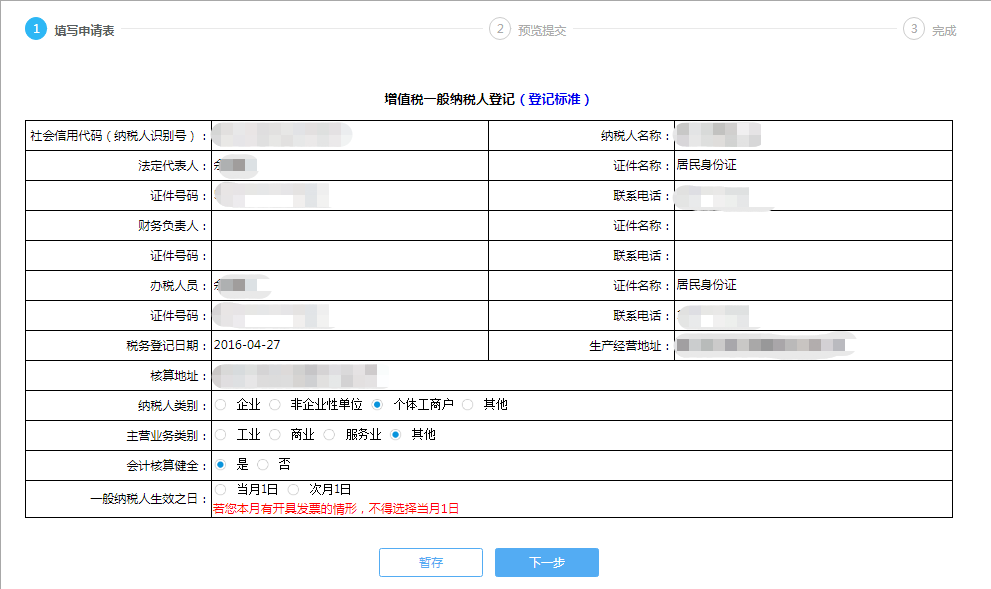 1 填写申请表 2 预览提交 3 完成
增值税一般纳税人登记（登记标准）
社会信用代码（纳税人识别号）： 纳税人名称：
法定代表人： 证件名称： 居民身份证
证件号码： 联系电话：
财务负责人： 证件名称：
证件号码： 联系电话：
办税人员： 证件名称： 居民身份证
证件号码： 联系电话：
税务登记日期： 2016-04-27 生产经营地址：
核算地址：
纳税人类别： 企业 非企业性单位 个体工商户 其他
主营业务类别： 工业 商业 服务业 其他
会计核算健全： 是 否
一般纳税人生效之日： 当月1日 次月1日
若您本月有开具发票的情形，不得选择当月1日
暂存 下一步